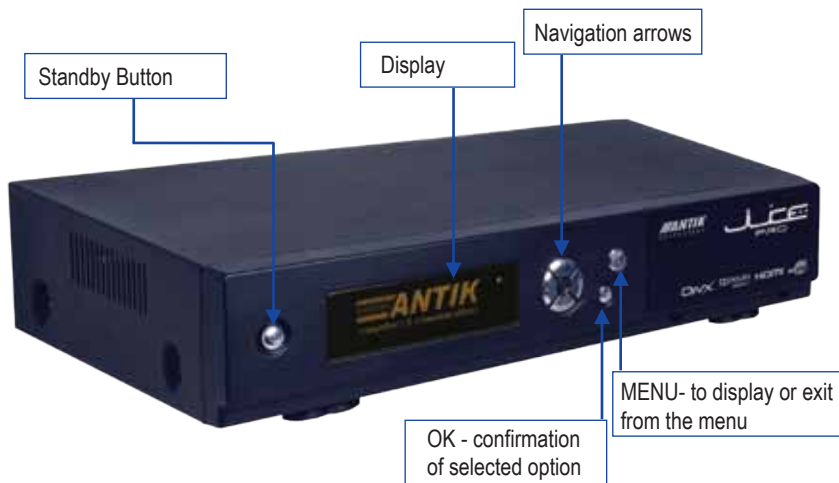 Navigation arrows
Standby Button
Display
ANTIK
JUICE
PRO
ANTIK
DIVX HDMI
MENU- to display or exit
from the menu
OK - confirmation
of selected option